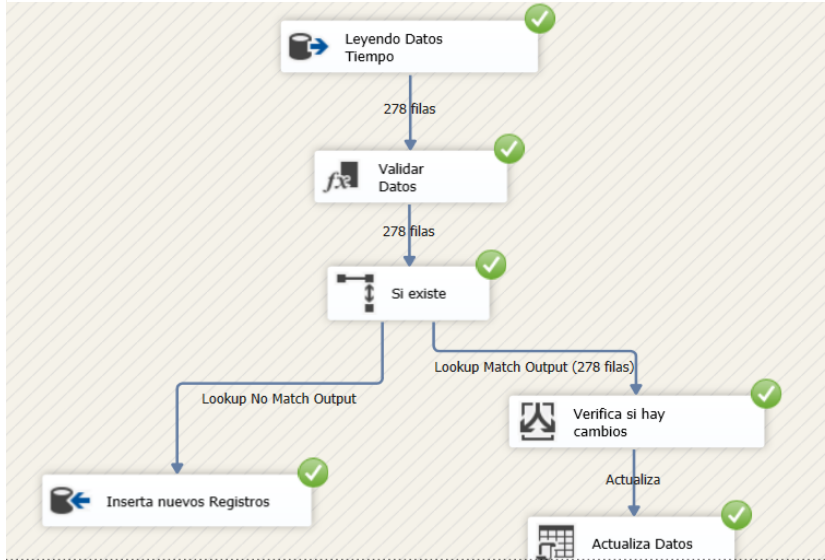 Leyendo Datos
Tiempo
278 filas
Validar
Datos
278 filas
Si existe
Lookup Match Output (278 filas)
Lookup No Match Output
Verifica si hay
cambios
Actualiza
Inserta nuevos Registros
Actualiza Datos